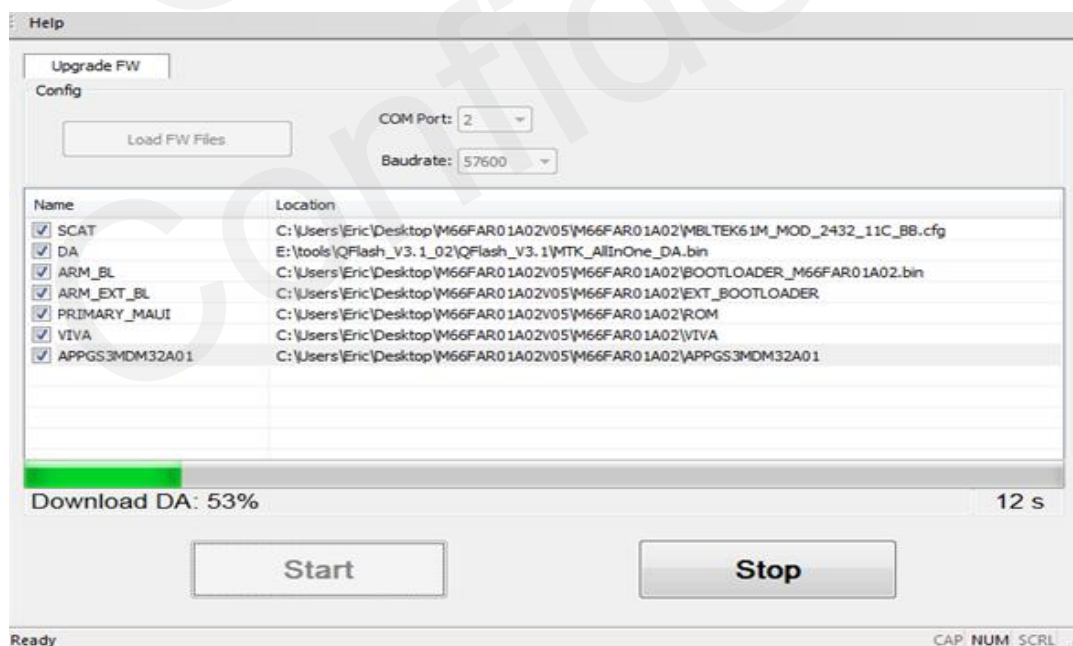 Help
Upgrade FW
Config
Load FW Files
COM Port: 2
Baudrate: 57600
Name Location
SCAT C:\Users\Eric\Desktop\M66FAR01A02V05\M66FAR01A02\MBLTEK61M_MOD_2432_11C_BB.cfg
DA E:\tools\QFlash_V3.1_02\QFlash_V3.1\MTK_AllInOne_DA.bin
ARM_BL C:\Users\Eric\Desktop\M66FAR01A02V05\M66FAR01A02\BOOTLOADER_M66FAR01A02.bin
ARM_EXT_BL C:\Users\Eric\Desktop\M66FAR01A02V05\M66FAR01A02\EXT_BOOTLOADER
PRIMARY_MAUI C:\Users\Eric\Desktop\M66FAR01A02V05\M66FAR01A02\ROM
VIVA C:\Users\Eric\Desktop\M66FAR01A02V05\M66FAR01A02\VIVA
APPGS3MDM32A01 C:\Users\Eric\Desktop\M66FAR01A02V05\M66FAR01A02\APPGS3MDM32A01
Download DA: 53% 12 s
Start Stop
Ready CAP NUM SCRL